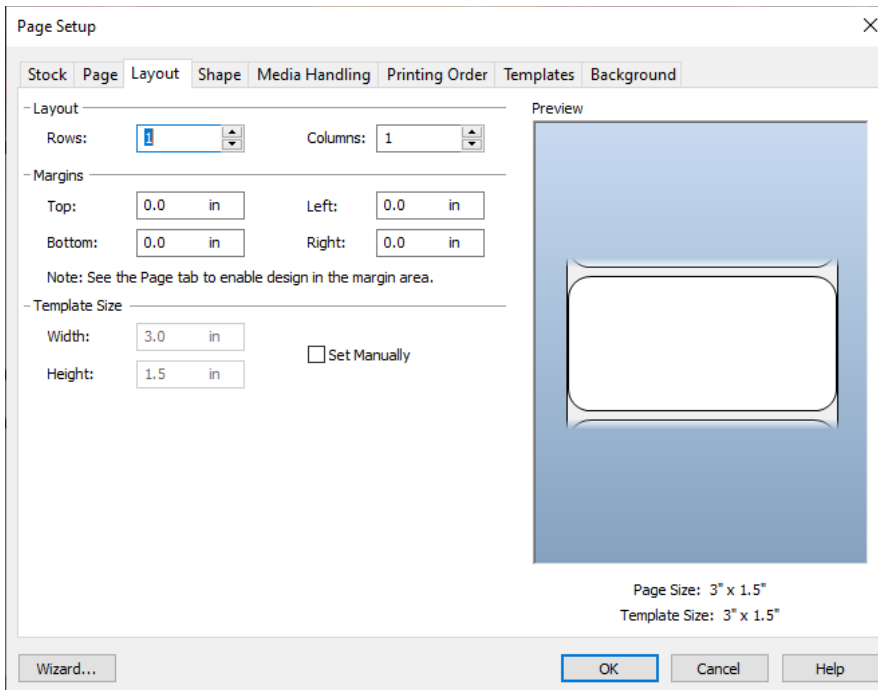 Page Setup
Stock Page Layout Shape Media Handling Printing Order Templates Background
Layout
Rows: 1 Columns: 1
Margins
Top: 0.0 in Left: 0.0 in
Bottom: 0.0 in Right: 0.0 in
Note: See the Page tab to enable design in the margin area.
Template Size
Width: 3.0 in
Set Manually
Height: 1.5 in
Preview
Page Size: 3" x 1.5"
Template Size: 3" x 1.5"
Wizard... OK Cancel Help